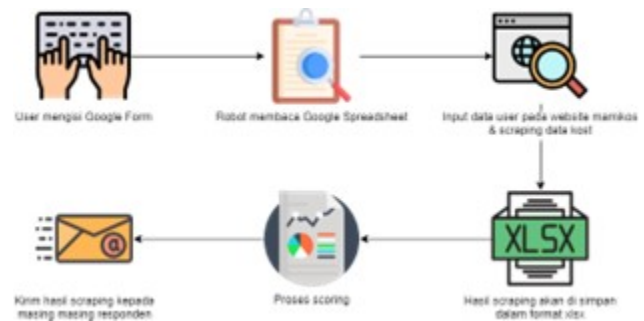 User mengisi Google Form
Robot membaca Google Spreadsheet
Input data user pada website mamikos
& scraping data kost
@
Kirim hasil scraping kepada
masing masing responden
Proses scoring
XLSX
Hasil scraping akan di simpan
dalam format xlsx